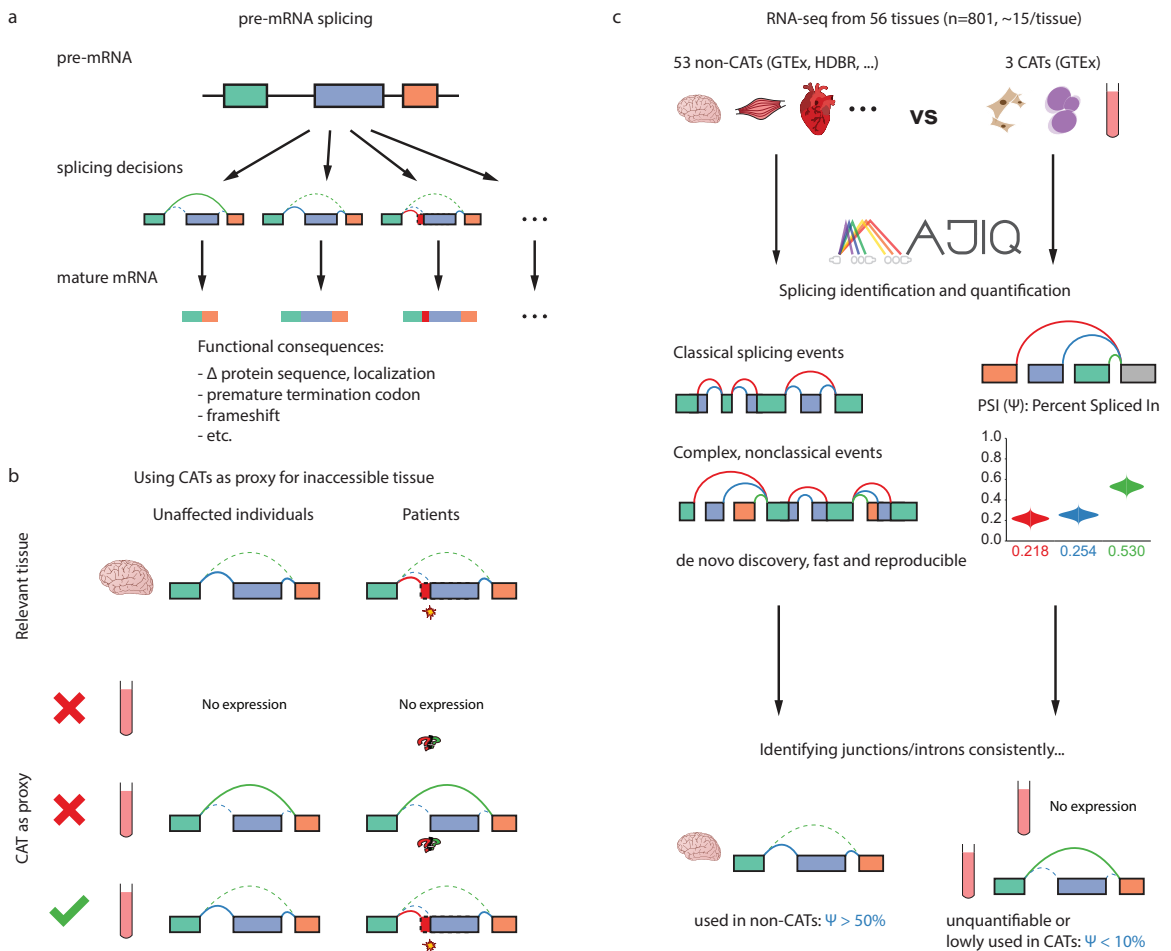 a
pre-mRNA splicing
pre-mRNA
splicing decisions
mature mRNA
Functional consequences:
- Δ protein sequence, localization
- premature termination codon
- frameshift
- etc.
b
Using CATs as proxy for inaccessible tissue
Unaffected individuals
Patients
Relevant tissue
CAT as proxy
No expression
No expression
c
RNA-seq from 56 tissues (n=801, ~15/tissue)
53 non-CATs (GTEx, HDBR, ...)
3 CATs (GTEx)
vs
MAJIQ
Splicing identification and quantification
Classical splicing events
Complex, nonclassical events
de novo discovery, fast and reproducible
PSI (Ψ): Percent Spliced In
1.0
0.8
0.6
0.4
0.2
0.0
0.218 0.254 0.530
Identifying junctions/introns consistently...
No expression
used in non-CATs: Ψ > 50%
unquantifiable or
lowly used in CATs: Ψ < 10%